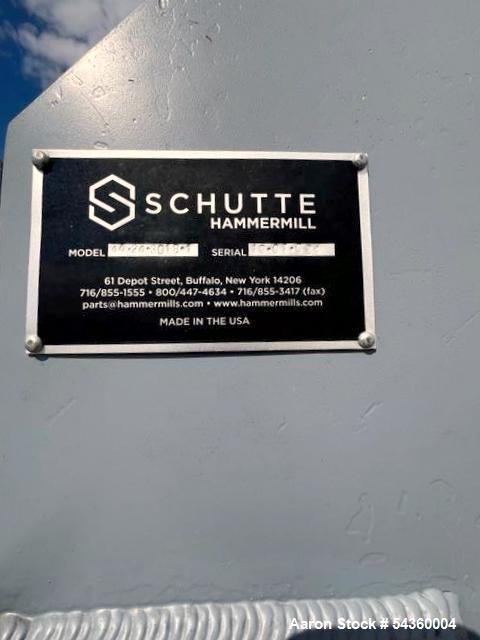 SCHUTTE
HAMMERMILL
MODEL SERIAL
61 Depot Street, Buffalo, New York 14206
716/855-1555 • 800/447-4634 • 716/855-3417 (fax)
parts@hammermills.com • www.hammermills.com
MADE IN THE USA
Aaron Stock # 54360004